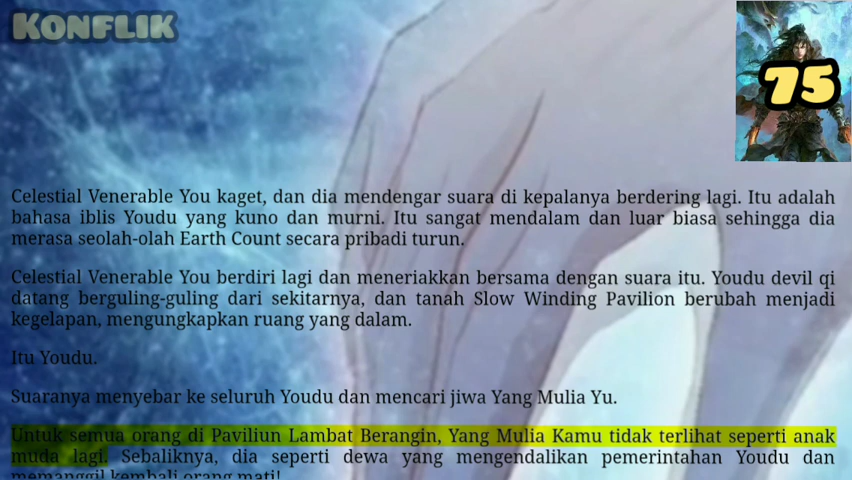 Konflik
75
Celestial Venerable You kaget, dan dia mendengar suara di kepalanya berdering lagi. Itu adalah
bahasa iblis Youdu yang kuno dan murni. Itu sangat mendalam dan luar biasa sehingga dia
merasa seolah-olah Earth Count secara pribadi turun.
Celestial Venerable You berdiri lagi dan meneriakkan bersama dengan suara itu. Youdu devil qi
datang berguling-guling dari sekitarnya, dan tanah Slow Winding Pavilion berubah menjadi
kegelapan, mengungkapkan ruang yang dalam.
Itu Youdu.
Suaranya menyebar ke seluruh Youdu dan mencari jiwa Yang Mulia Yu.
Untuk semua orang di Paviliun Lambat Berangin, Yang Mulia Kamu tidak terlihat seperti anak
muda lagi. Sebaliknya, dia seperti dewa yang mengendalikan pemerintahan Youdu dan
memanggil kembali orang mati!